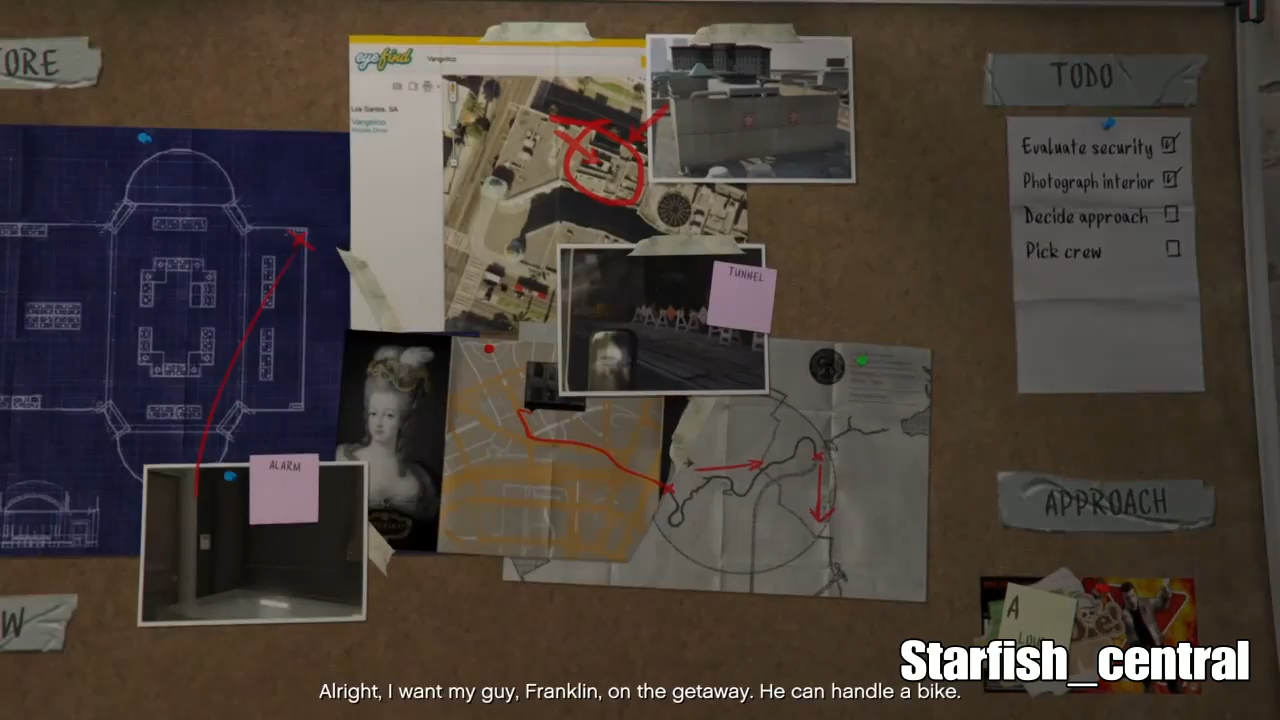 ORE
eyefind
Vangelico
Los Santos, SA
Vangelico
TODO
Evaluate security
Photograph interior
Decide approach
Pick crew
TUNNEL
ALARM
APPROACH
W
A
Starfish_central
Alright, I want my guy, Franklin, on the getaway. He can handle a bike.